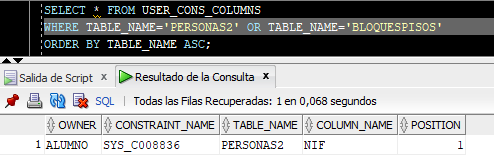 SELECT * FROM USER_CONS_COLUMNS
WHERE TABLE_NAME='PERSONAS2' OR TABLE_NAME='BLOQUESPISOS'
ORDER BY TABLE_NAME ASC;
Salida de Script x Resultado de la Consulta x
SQL | Todas las Filas Recuperadas: 1 en 0,068 segundos
OWNER CONSTRAINT_NAME TABLE_NAME COLUMN_NAME POSITION
1 ALUMNO SYS_C008836 PERSONAS2 NIF 1